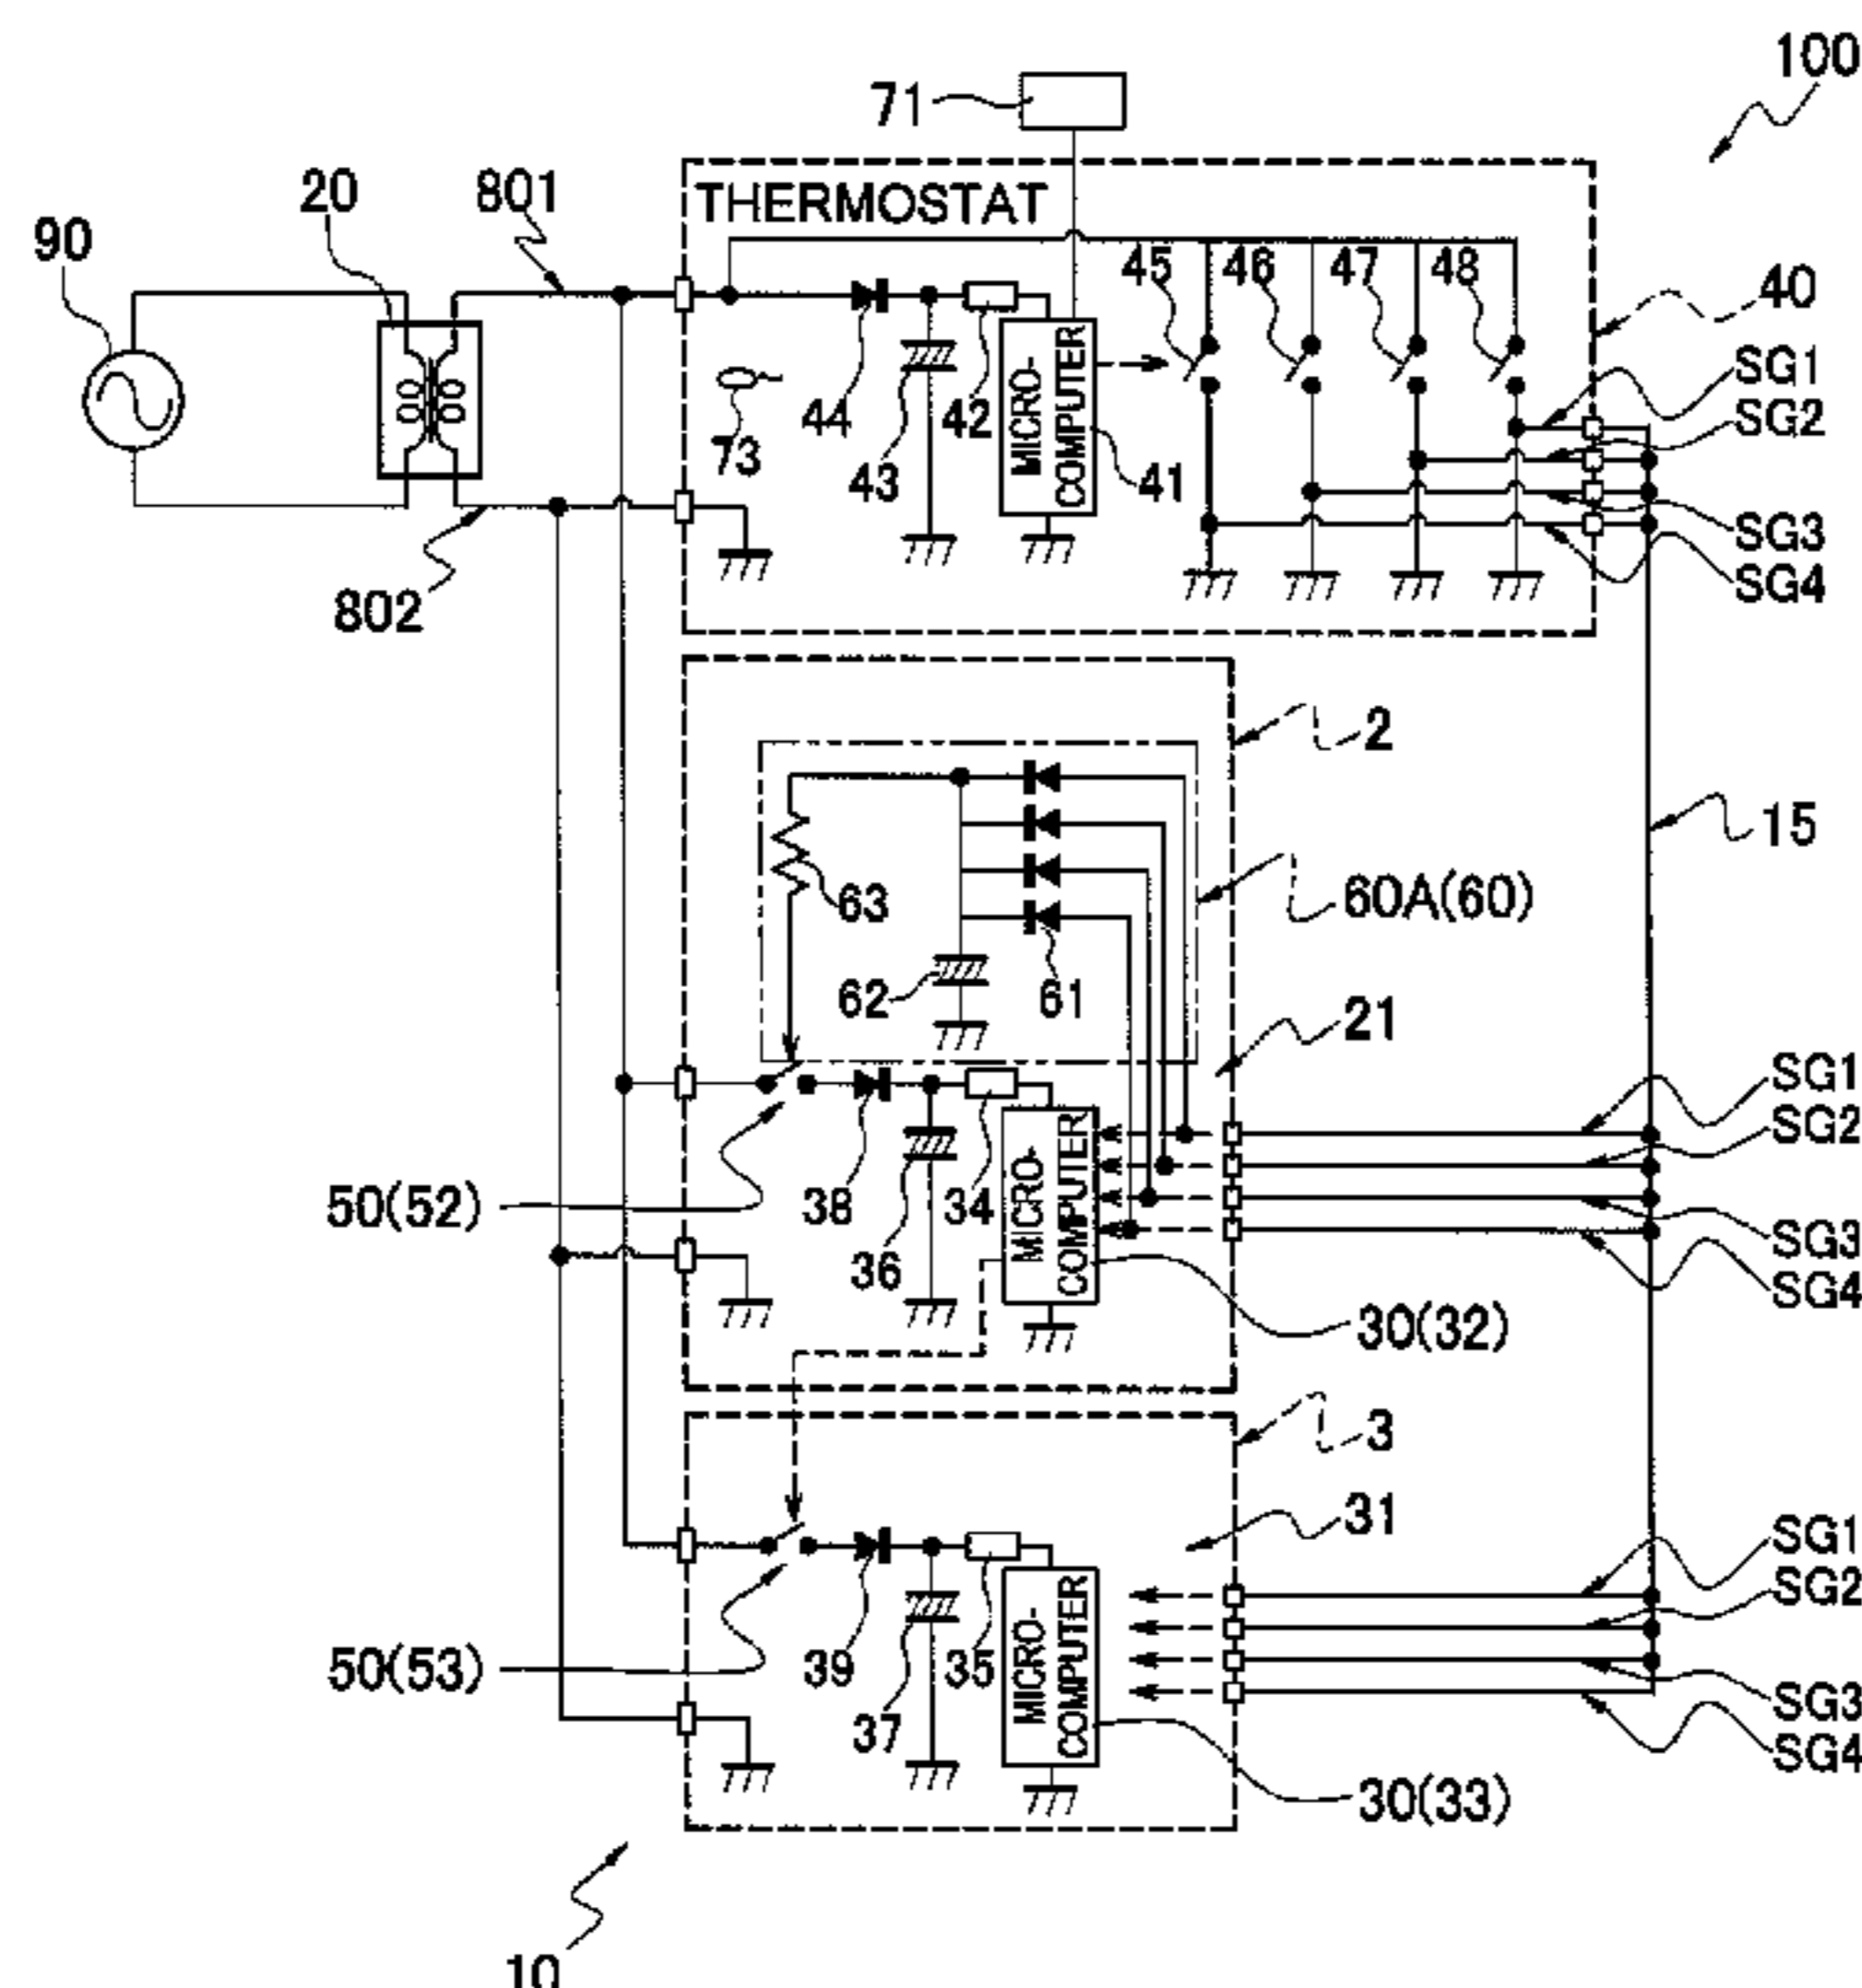 100
71
THERMOSTAT
20
801
90
45
46
47
48
40
SG1
SG2
44
42
MICRO-
COMPUTER
73
43
41
SG3
SG4
802
2
15
63
60A(60)
62
61
21
SG1
SG2
50(52)
38
34
MICRO-
COMPUTER
36
SG3
SG4
30(32)
3
31
SG1
SG2
50(53)
39
35
MICRO-
COMPUTER
37
SG3
SG4
30(33)
10